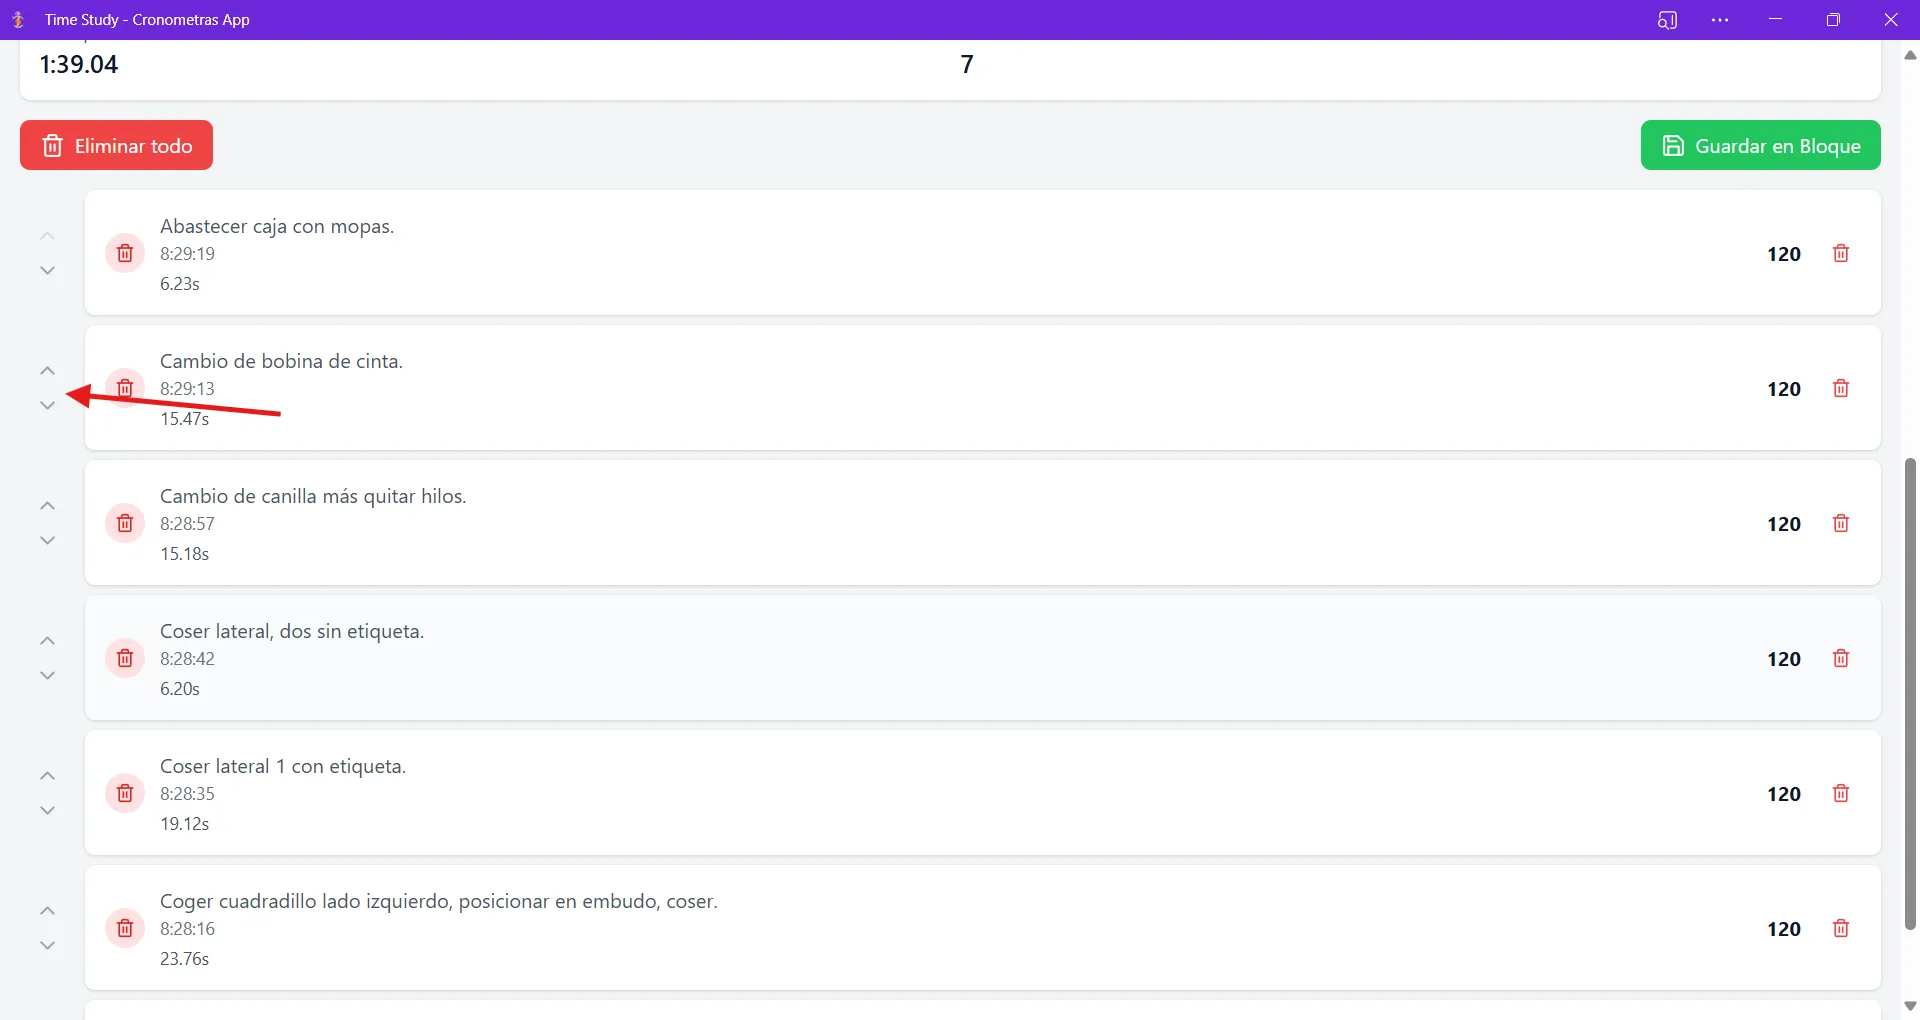 Time Study - Cronometras App
1:39.04
7
Eliminar todo
Guardar en Bloque
Abastecer caja con mopas.
8:29:19
6.23s
120
Cambio de bobina de cinta.
8:29:13
15.47s
120
Cambio de canilla más quitar hilos.
8:28:57
15.18s
120
Coser lateral, dos sin etiqueta.
8:28:42
6.20s
120
Coser lateral 1 con etiqueta.
8:28:35
19.12s
120
Coger cuadradillo lado izquierdo, posicionar en embudo, coser.
8:28:16
23.76s
120